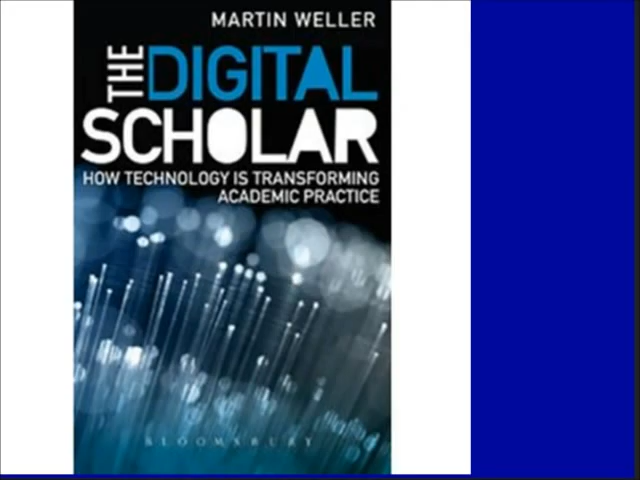 MARTIN WELLER
THE DIGITAL
SCHOLAR
HOW TECHNOLOGY IS TRANSFORMING
ACADEMIC PRACTICE
BLOOMSBURY